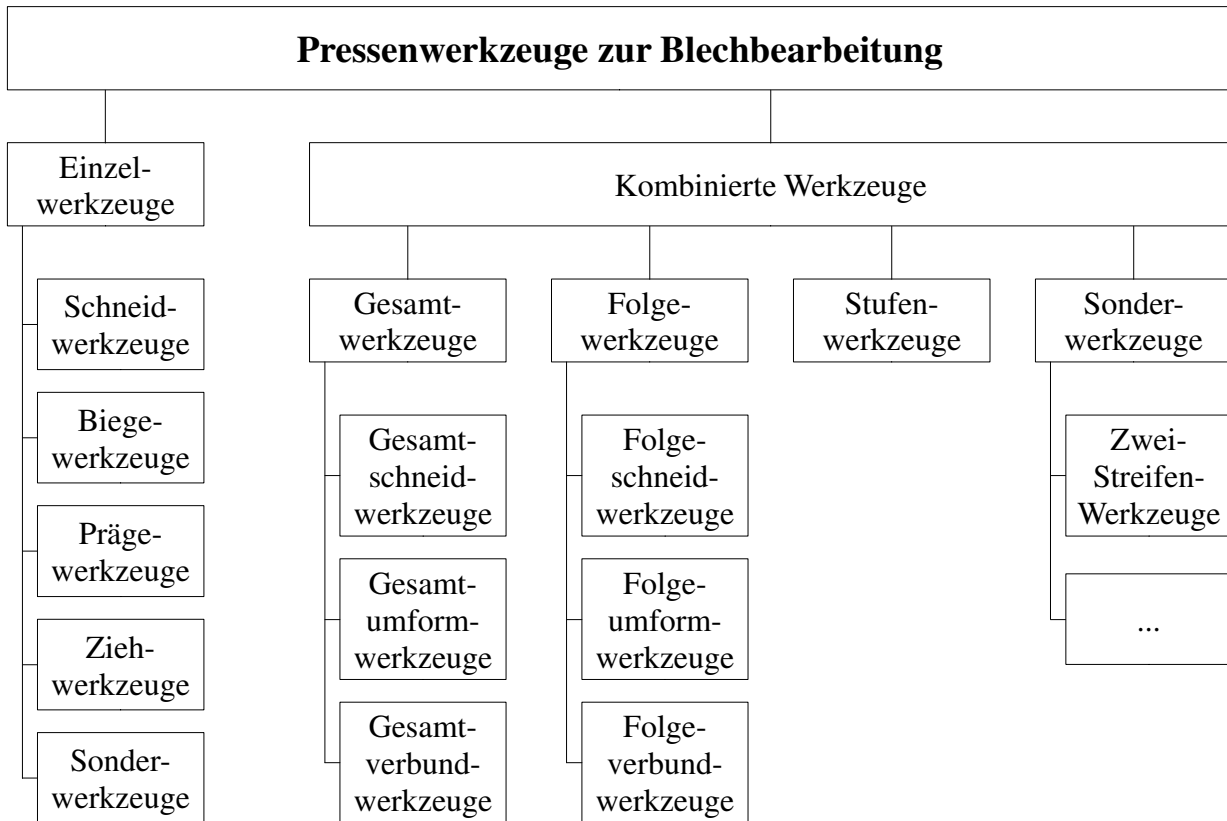 Pressenwerkzeuge zur Blechbearbeitung
Einzel-
werkzeuge
Kombinierte Werkzeuge
Schneid-
werkzeuge
Biege-
werkzeuge
Präge-
werkzeuge
Zieh-
werkzeuge
Sonder-
werkzeuge
Gesamt-
werkzeuge
Gesamt-
schneid-
werkzeuge
Gesamt-
umform-
werkzeuge
Gesamt-
verbund-
werkzeuge
Folge-
werkzeuge
Folge-
schneid-
werkzeuge
Folge-
umform-
werkzeuge
Folge-
verbund-
werkzeuge
Stufen-
werkzeuge
Sonder-
werkzeuge
Zwei-
Streifen-
Werkzeuge
...